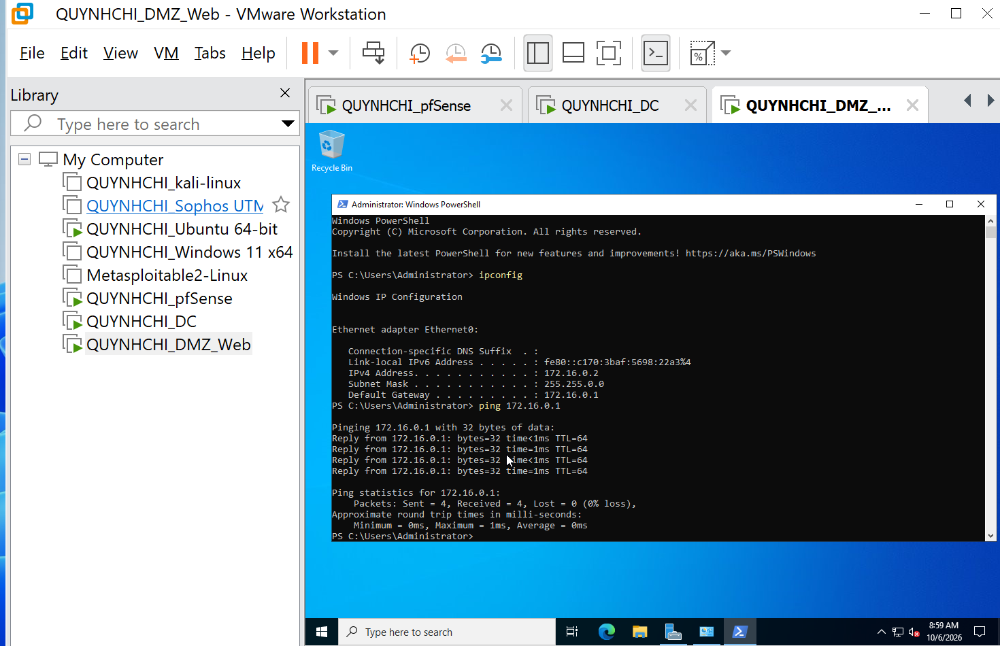 QUYNHCHI_DMZ_Web - VMware Workstation
File Edit View VM Tabs Help
Library
Type here to search
My Computer
QUYNHCHI_kali-linux
QUYNHCHI_Sophos UTM
QUYNHCHI_Ubuntu 64-bit
QUYNHCHI_Windows 11 x64
Metasploitable2-Linux
QUYNHCHI_pfSense
QUYNHCHI_DC
QUYNHCHI_DMZ_Web
QUYNHCHI_pfSense QUYNHCHI_DC QUYNHCHI_DMZ_...
Recycle Bin
Administrator: Windows PowerShell
Windows PowerShell
Copyright (C) Microsoft Corporation. All rights reserved.
Install the latest PowerShell for new features and improvements! https://aka.ms/PSWindows
PS C:\Users\Administrator> ipconfig
Windows IP Configuration
Ethernet adapter Ethernet0:
Connection-specific DNS Suffix  . :
Link-local IPv6 Address . . . . . : fe80::c170:3baf:5698:22a3%4
IPv4 Address. . . . . . . . . . . : 172.16.0.2
Subnet Mask . . . . . . . . . . . : 255.255.0.0
Default Gateway . . . . . . . . . : 172.16.0.1
PS C:\Users\Administrator> ping 172.16.0.1
Pinging 172.16.0.1 with 32 bytes of data:
Reply from 172.16.0.1: bytes=32 time<1ms TTL=64
Reply from 172.16.0.1: bytes=32 time=1ms TTL=64
Reply from 172.16.0.1: bytes=32 time<1ms TTL=64
Reply from 172.16.0.1: bytes=32 time=1ms TTL=64
Ping statistics for 172.16.0.1:
Packets: Sent = 4, Received = 4, Lost = 0 (0% loss),
Approximate round trip times in milli-seconds:
Minimum = 0ms, Maximum = 1ms, Average = 0ms
PS C:\Users\Administrator>
Type here to search
8:59 AM
10/6/2026